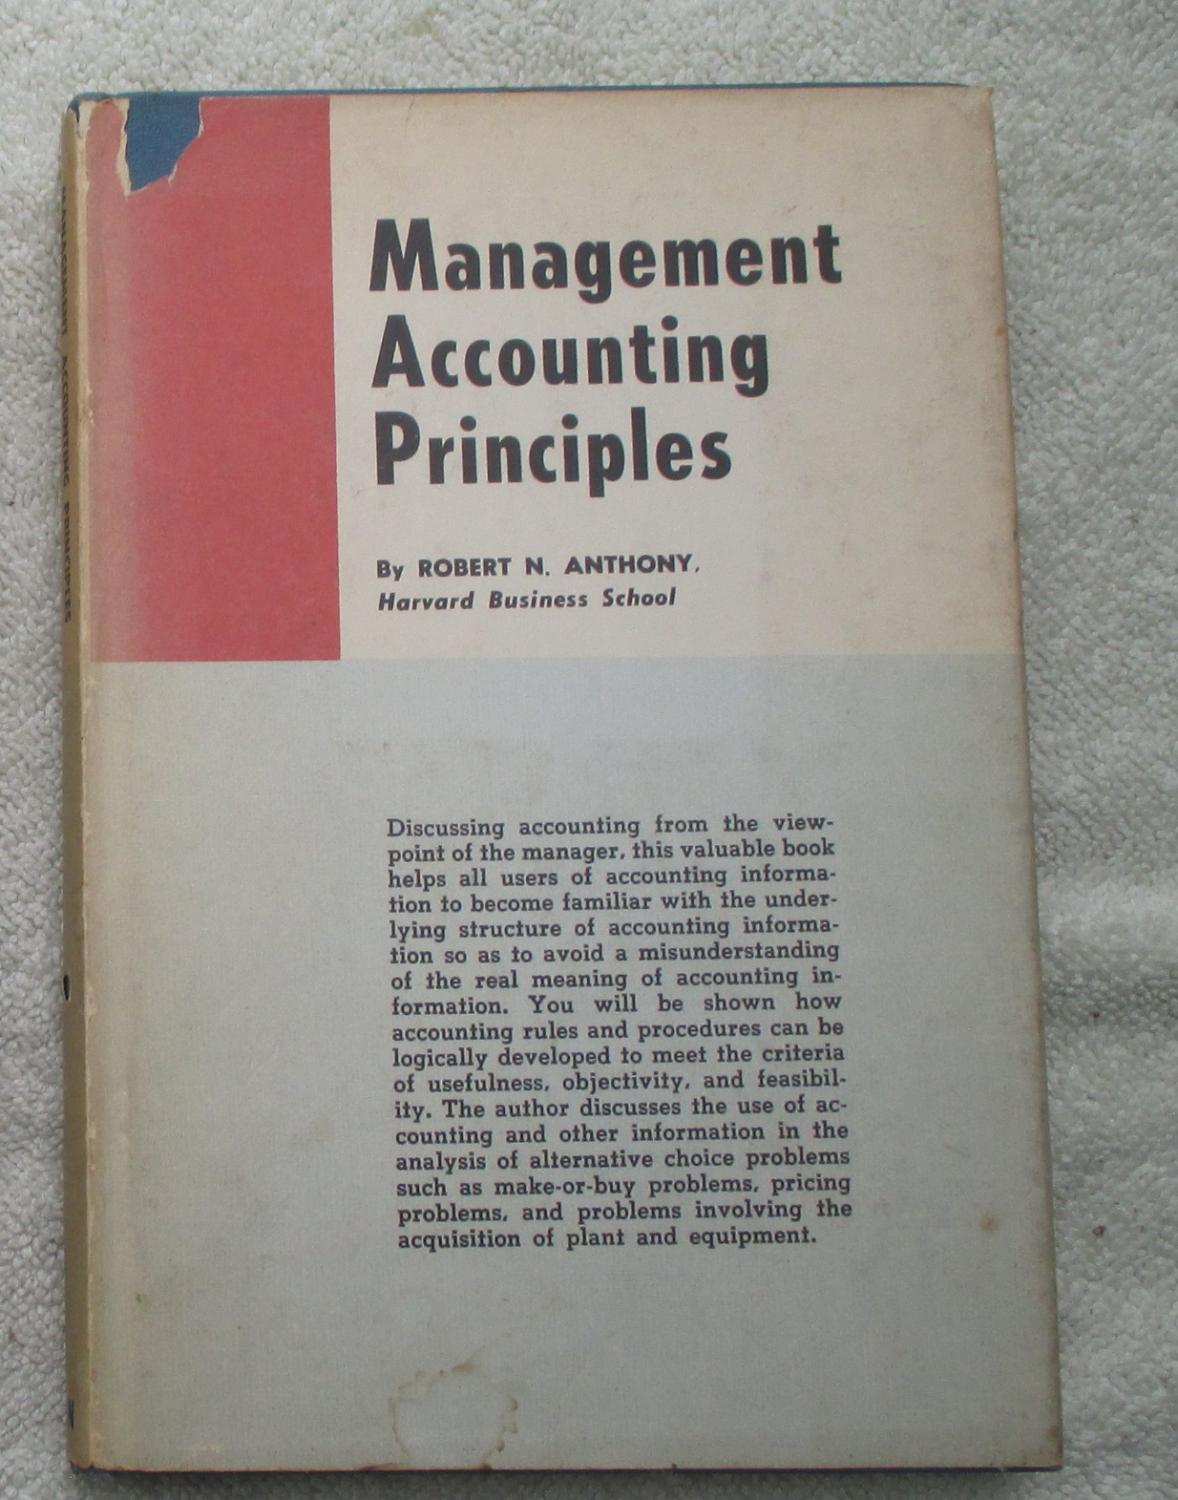 Management
Accounting
Principles
By ROBERT N. ANTHONY,
Harvard Business School
Discussing accounting from the view-
point of the manager, this valuable book
helps all users of accounting informa-
tion to become familiar with the under-
lying structure of accounting informa-
tion so as to avoid a misunderstanding
of the real meaning of accounting in-
formation. You will be shown how
accounting rules and procedures can be
logically developed to meet the criteria
of usefulness, objectivity, and feasibil-
ity. The author discusses the use of ac-
counting and other information in the
analysis of alternative choice problems
such as make-or-buy problems, pricing
problems, and problems involving the
acquisition of plant and equipment.
MANAGEMENT ACCOUNTING PRINCIPLES